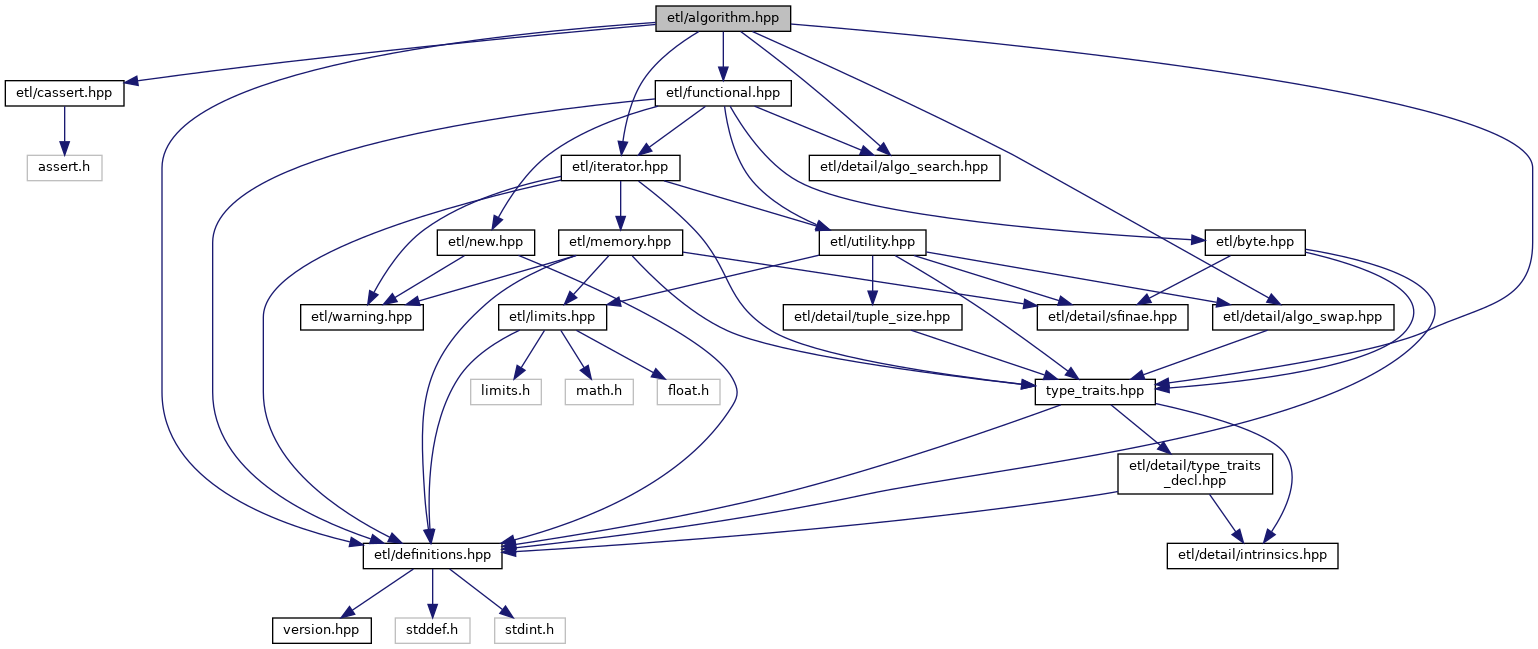 etl/algorithm.hpp
etl/cassert.hpp
etl/functional.hpp
assert.h
etl/iterator.hpp
etl/detail/algo_search.hpp
etl/new.hpp
etl/memory.hpp
etl/utility.hpp
etl/byte.hpp
etl/warning.hpp
etl/limits.hpp
etl/detail/tuple_size.hpp
etl/detail/sfinae.hpp
etl/detail/algo_swap.hpp
limits.h
math.h
float.h
type_traits.hpp
etl/detail/type_traits
_decl.hpp
etl/definitions.hpp
etl/detail/intrinsics.hpp
version.hpp
stddef.h
stdint.h